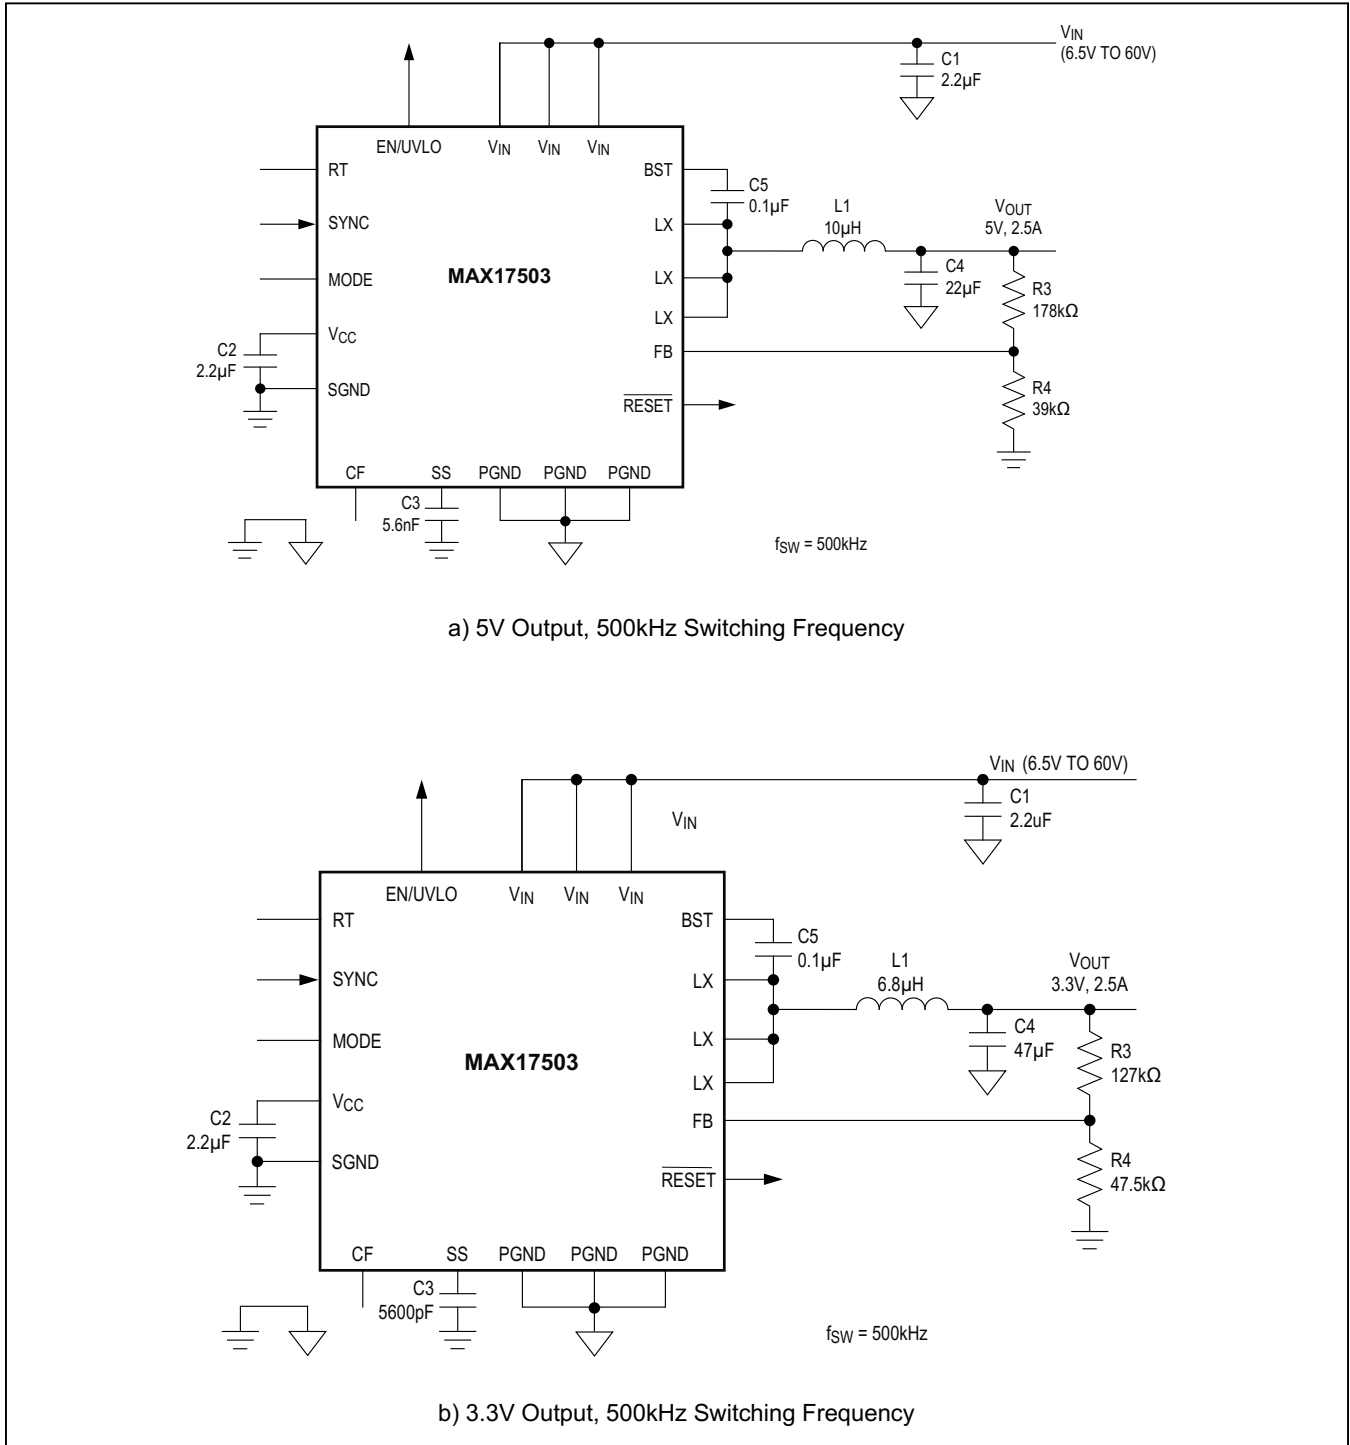 VIN
(6.5V TO 60V)
C1
2.2µF
EN/UVLO VIN VIN VIN
RT
BST
C5
0.1µF
SYNC
LX
L1
10µH
VOUT
5V, 2.5A
MODE
MAX17503
LX
C4
22µF
R3
178kΩ
LX
VCC
C2
2.2µF
FB
SGND
RESET
R4
39kΩ
CF SS PGND PGND PGND
C3
5.6nF
fSW = 500kHz
a) 5V Output, 500kHz Switching Frequency
VIN (6.5V TO 60V)
C1
2.2uF
VIN
EN/UVLO VIN VIN VIN
RT
BST
C5
0.1µF
SYNC
LX
L1
6.8µH
VOUT
3.3V, 2.5A
MODE
MAX17503
LX
C4
47µF
R3
127kΩ
LX
VCC
C2
2.2µF
FB
SGND
RESET
R4
47.5kΩ
CF SS PGND PGND PGND
C3
5600pF
fSW = 500kHz
b) 3.3V Output, 500kHz Switching Frequency